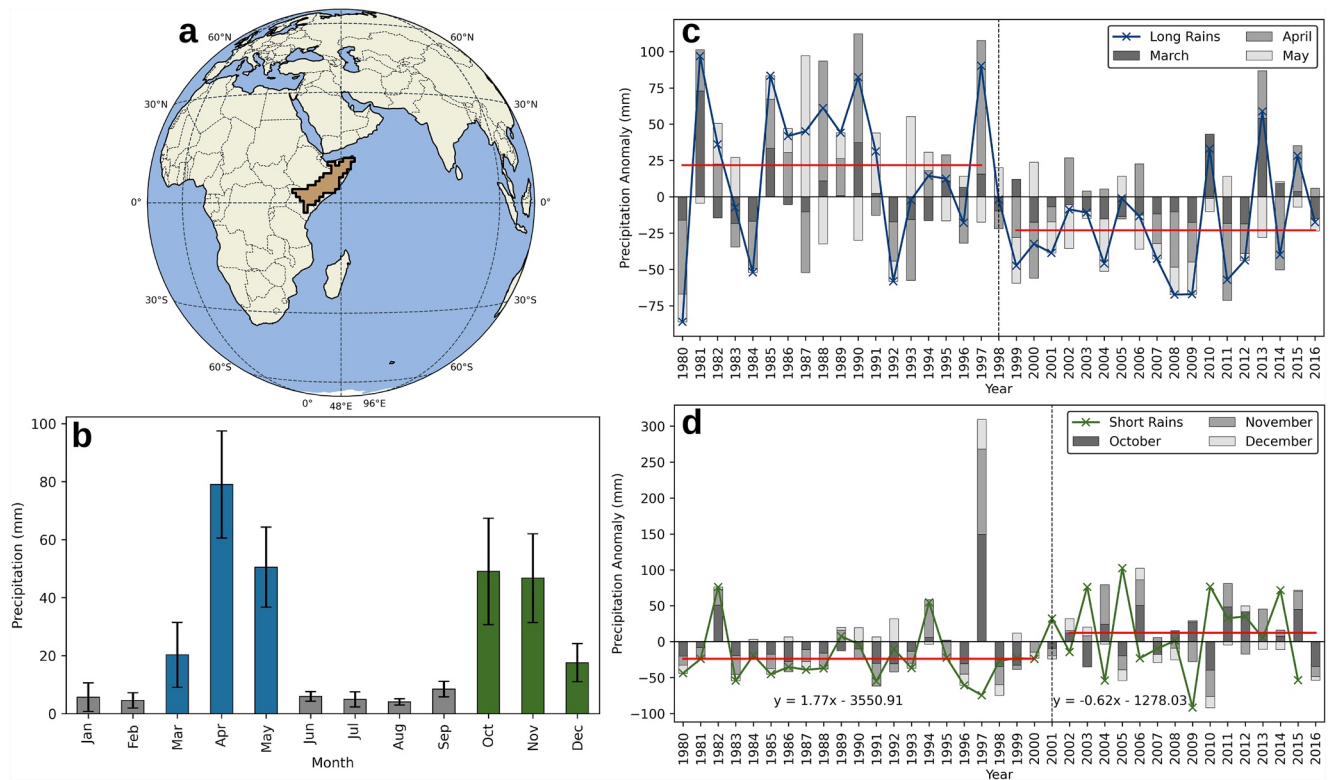 a
60°N
60°N
30°N
30°N
0°
0°
30°S
30°S
60°S
60°S
0°
48°E
96°E
b
Precipitation (mm)
100
80
60
40
20
0
Jan
Feb
Mar
Apr
May
Jun
Jul
Aug
Sep
Oct
Nov
Dec
Month
c
Long Rains
March
April
May
Precipitation Anomaly (mm)
100
75
50
25
0
−25
−50
−75
1980
1981
1982
1983
1984
1985
1986
1987
1988
1989
1990
1991
1992
1993
1994
1995
1996
1997
1998
1999
2000
2001
2002
2003
2004
2005
2006
2007
2008
2009
2010
2011
2012
2013
2014
2015
2016
Year
d
Short Rains
October
November
December
Precipitation Anomaly (mm)
300
250
200
150
100
50
0
−50
−100
y = 1.77x - 3550.91
y = -0.62x - 1278.03
1980
1981
1982
1983
1984
1985
1986
1987
1988
1989
1990
1991
1992
1993
1994
1995
1996
1997
1998
1999
2000
2001
2002
2003
2004
2005
2006
2007
2008
2009
2010
2011
2012
2013
2014
2015
2016
Year